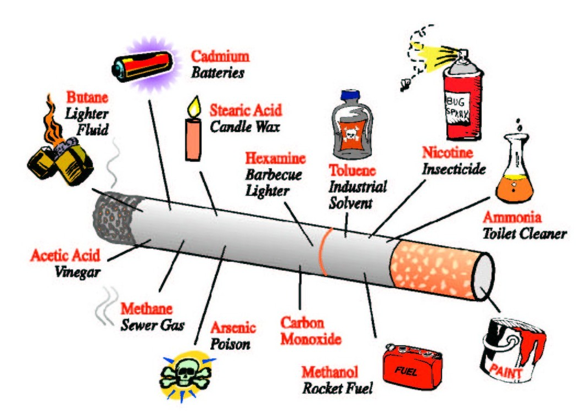 Cadmium
Batteries
Butane
Lighter
Fluid
Stearic Acid
Candle Wax
Hexamine
Barbecue
Lighter
Toluene
Industrial
Solvent
BUG
SPRAY
Nicotine
Insecticide
Ammonia
Toilet Cleaner
Acetic Acid
Vinegar
Methane
Sewer Gas
Arsenic
Poison
Carbon
Monoxide
Methanol
Rocket Fuel
FUEL
PAINT